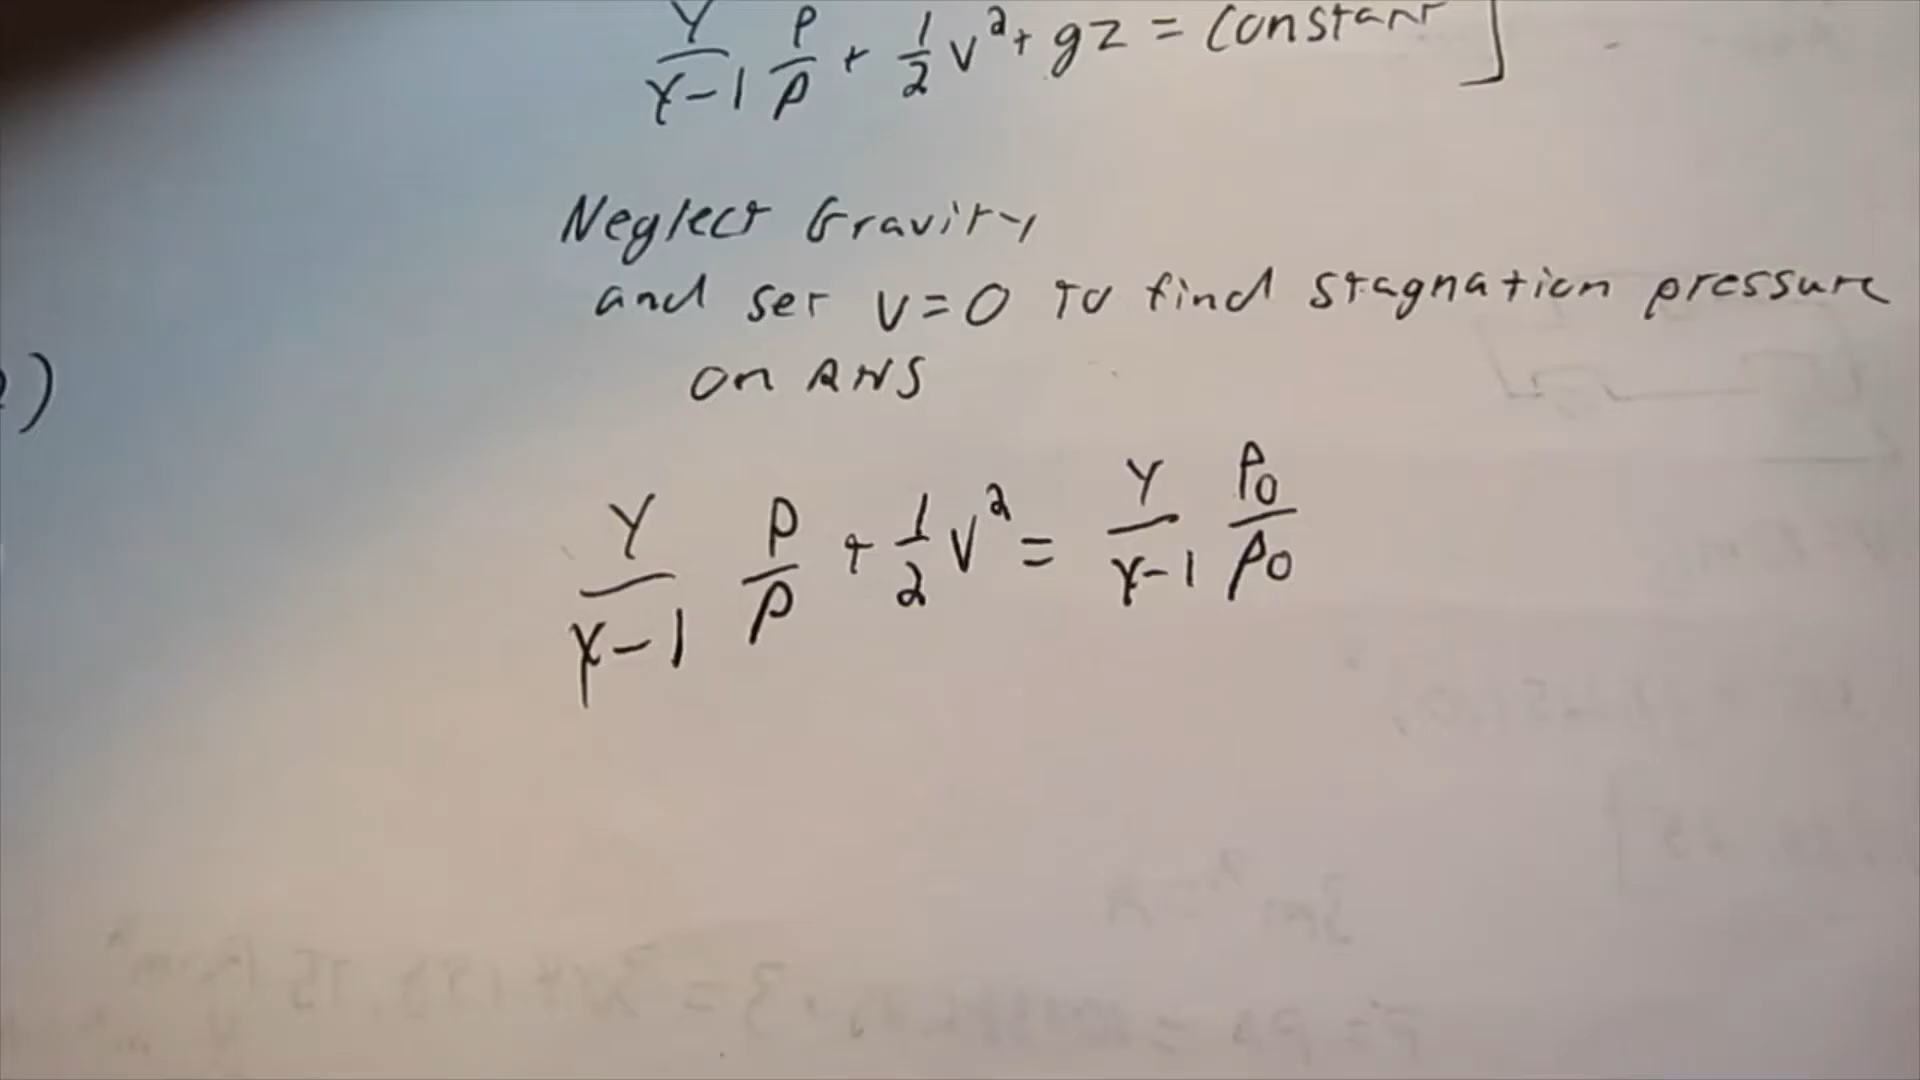 γ/γ-1 P/ρ + 1/2 v² + gz = constant ]
Neglect Gravity
and set v=0 to find stagnation pressure
on RHS
)
γ/γ-1 P/ρ + 1/2 v² = γ/γ-1 P₀/ρ₀